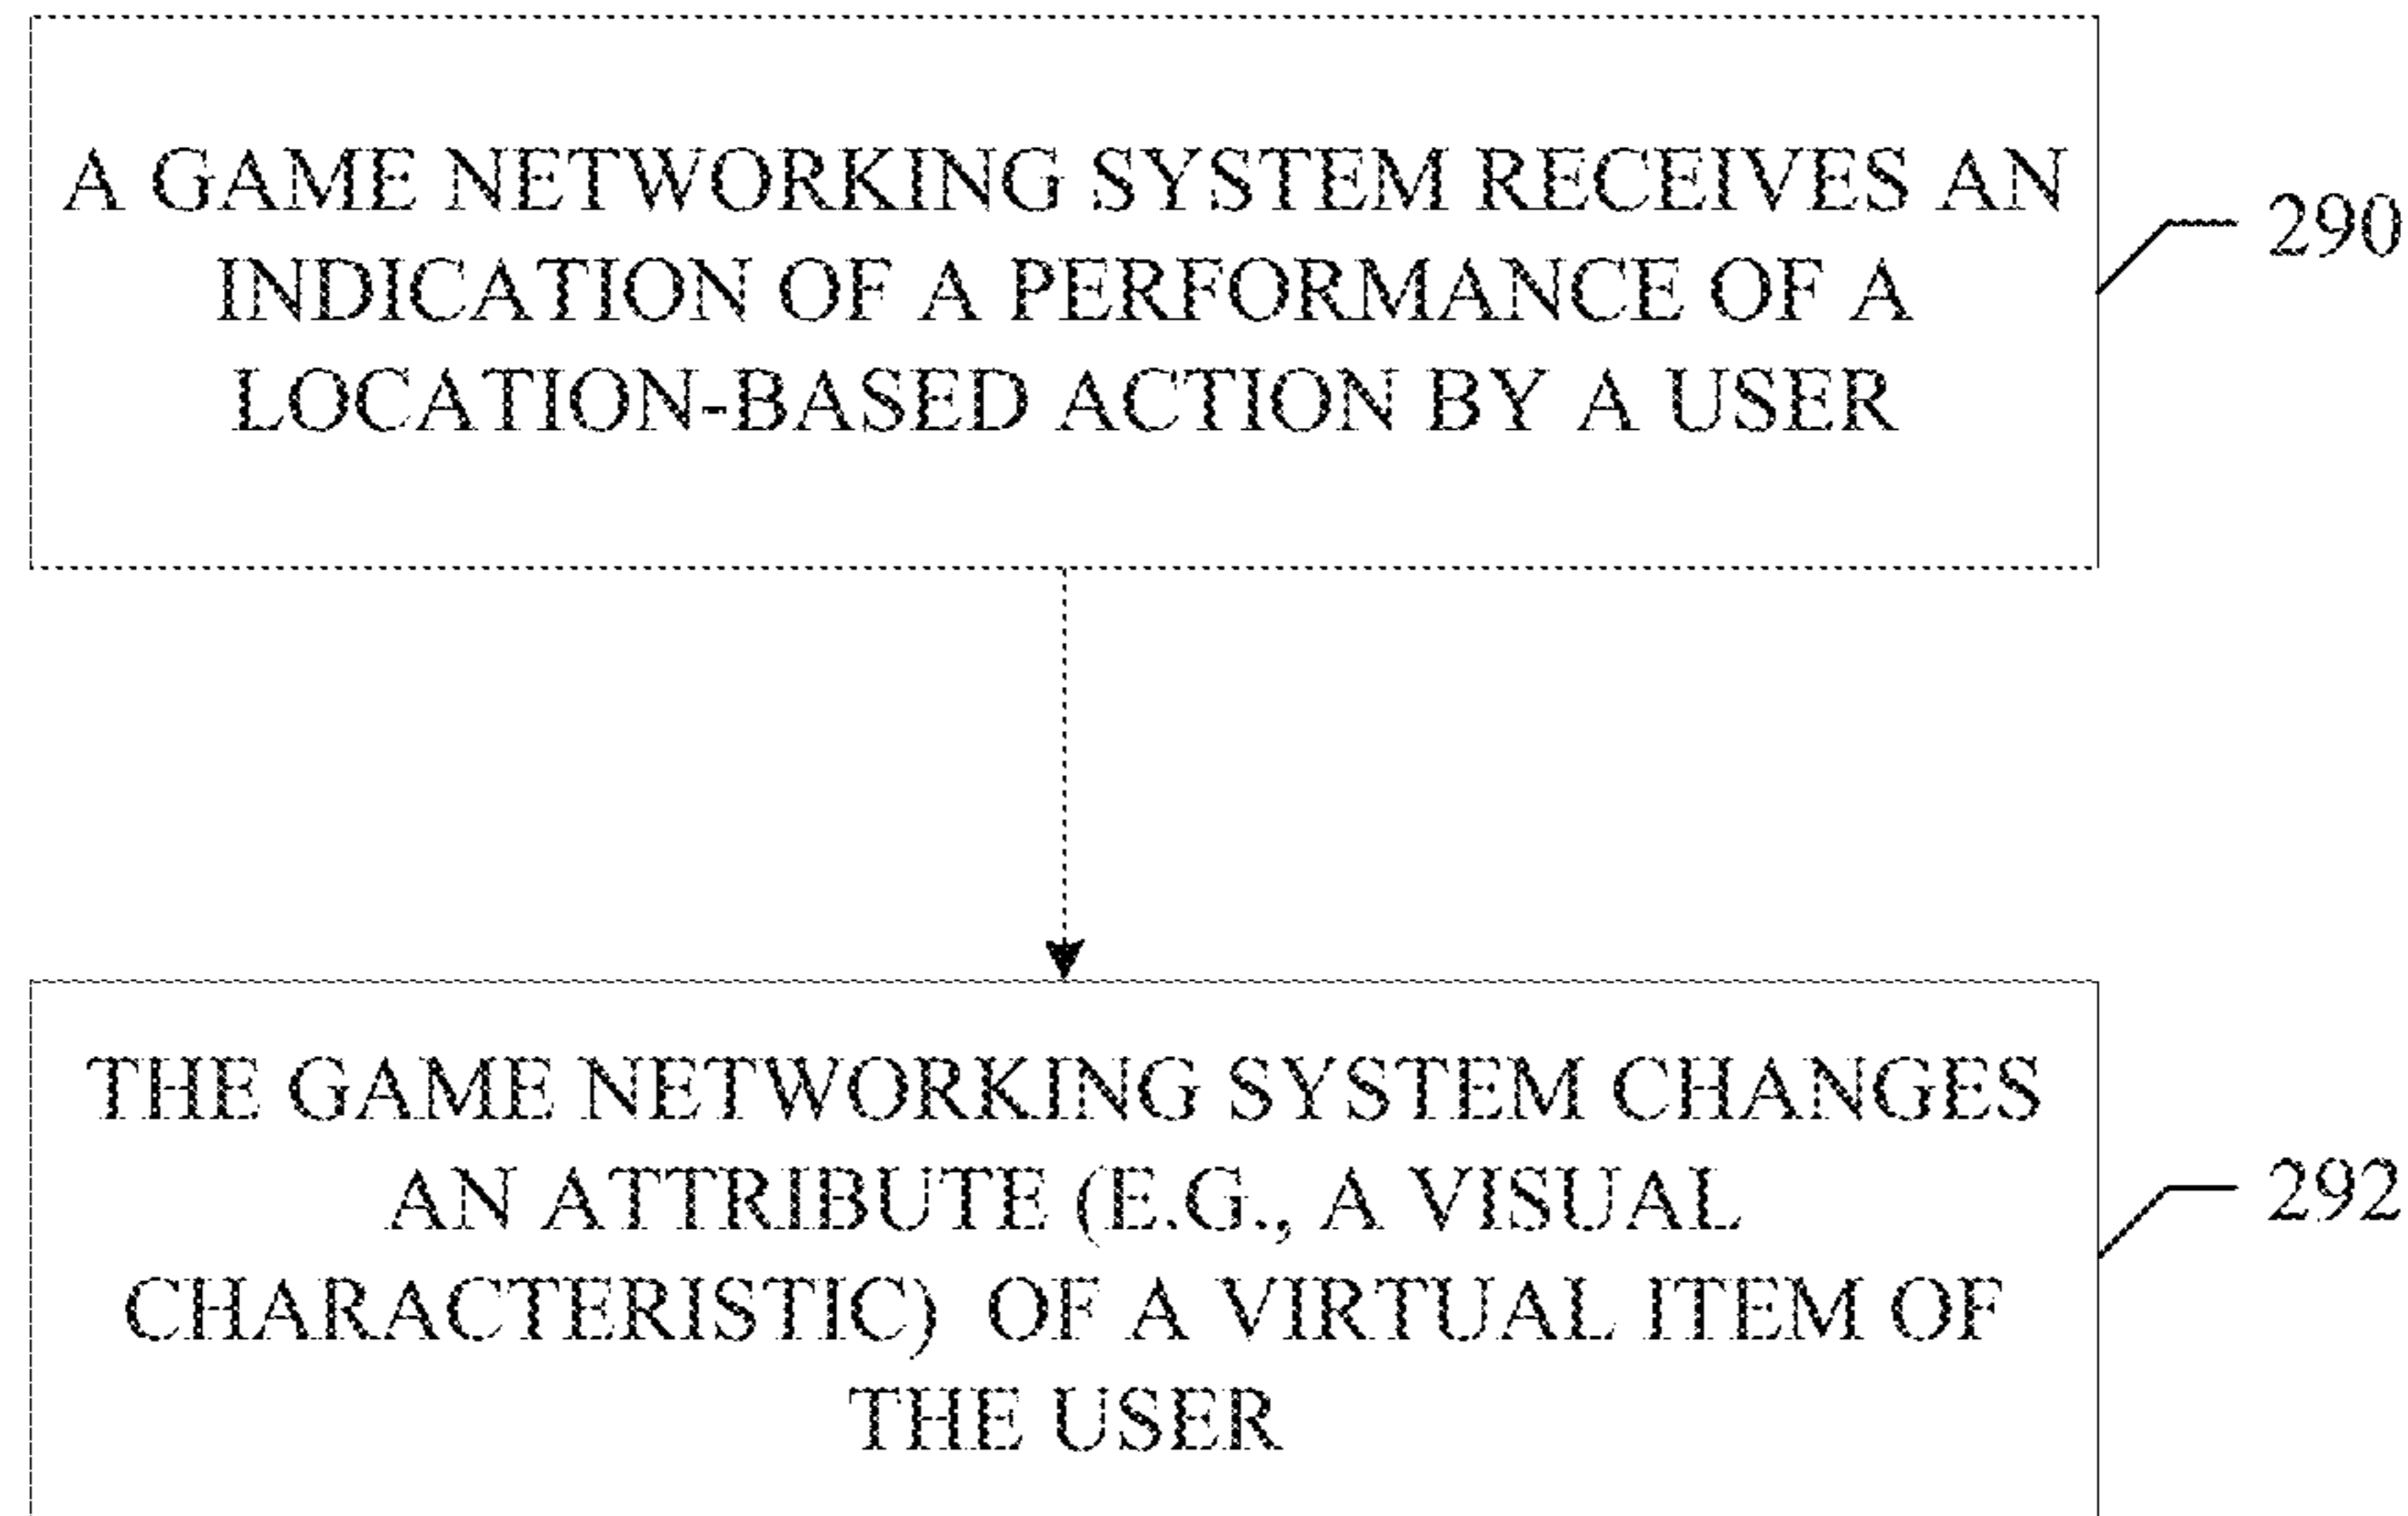 A GAME NETWORKING SYSTEM RECEIVES AN
INDICATION OF A PERFORMANCE OF A
LOCATION-BASED ACTION BY A USER
290
THE GAME NETWORKING SYSTEM CHANGES
AN ATTRIBUTE (E.G., A VISUAL
CHARACTERISTIC) OF A VIRTUAL ITEM OF
THE USER
292